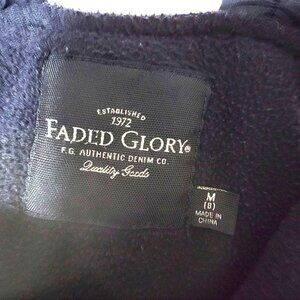 ESTABLISHED
1972
FADED GLORY®
F.G. AUTHENTIC DENIM CO.
Quality Goods
M
(8)
MADE IN
CHINA